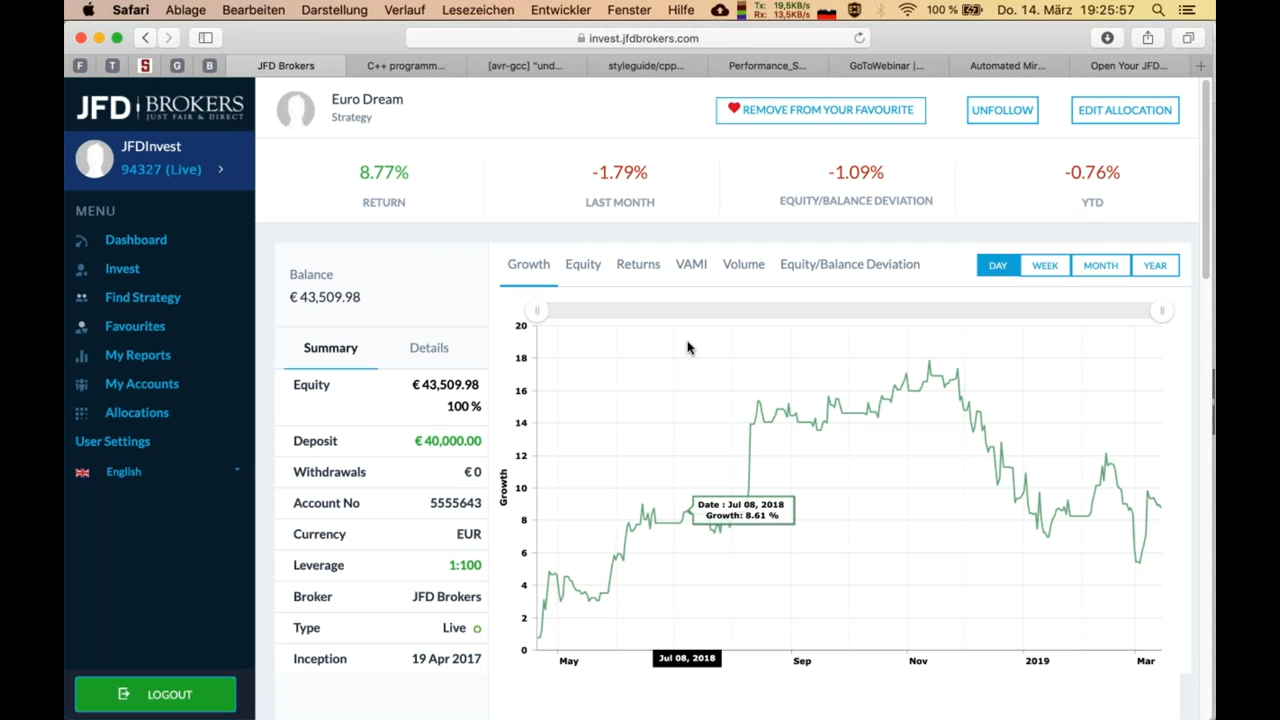 Safari Ablage Bearbeiten Darstellung Verlauf Lesezeichen Entwickler Fenster Hilfe Tx: 19,5KB/s Rx: 13,5KB/s 100 % Do. 14. März 19:25:57
invest.jfdbrokers.com
F T S G B JFD Brokers C++ programm... [avr-gcc] "und... styleguide/cpp... Performance_S... GoToWebinar |... Automated Mir... Open Your JFD... +
JFD BROKERS
JUST FAIR & DIRECT
JFDInvest
94327 (Live)
MENU
Dashboard
Invest
Find Strategy
Favourites
My Reports
My Accounts
Allocations
User Settings
English
LOGOUT
Euro Dream
Strategy
REMOVE FROM YOUR FAVOURITE UNFOLLOW EDIT ALLOCATION
8.77% -1.79% -1.09% -0.76%
RETURN LAST MONTH EQUITY/BALANCE DEVIATION YTD
Balance
€ 43,509.98
Summary Details
Equity € 43,509.98
100 %
Deposit € 40,000.00
Withdrawals € 0
Account No 5555643
Currency EUR
Leverage 1:100
Broker JFD Brokers
Type Live
Inception 19 Apr 2017
Growth Equity Returns VAMI Volume Equity/Balance Deviation DAY WEEK MONTH YEAR
20
18
16
14
12
10
8
6
4
2
0
Growth
Date : Jul 08, 2018
Growth: 8.61 %
May Jul 08, 2018 Sep Nov 2019 Mar